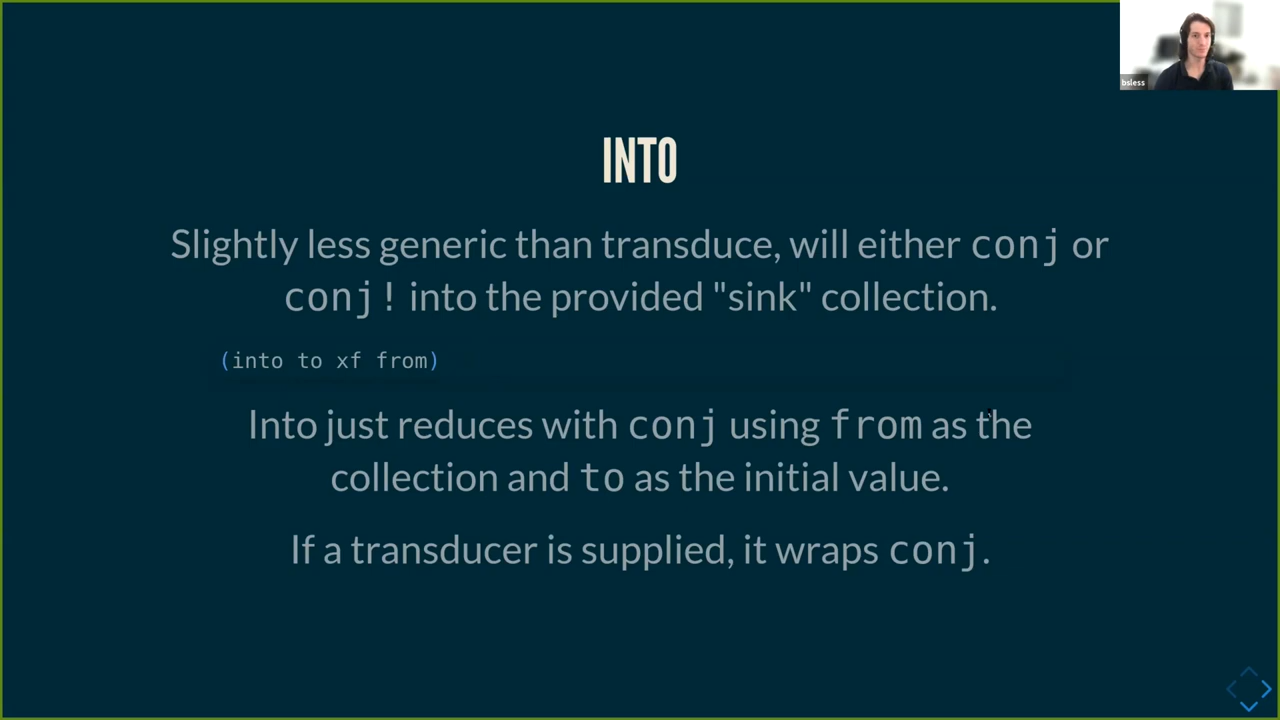 bsless
INTO
Slightly less generic than transduce, will either conj or
conj! into the provided "sink" collection.
(into to xf from)
Into just reduces with conj using from as the
collection and to as the initial value.
If a transducer is supplied, it wraps conj.